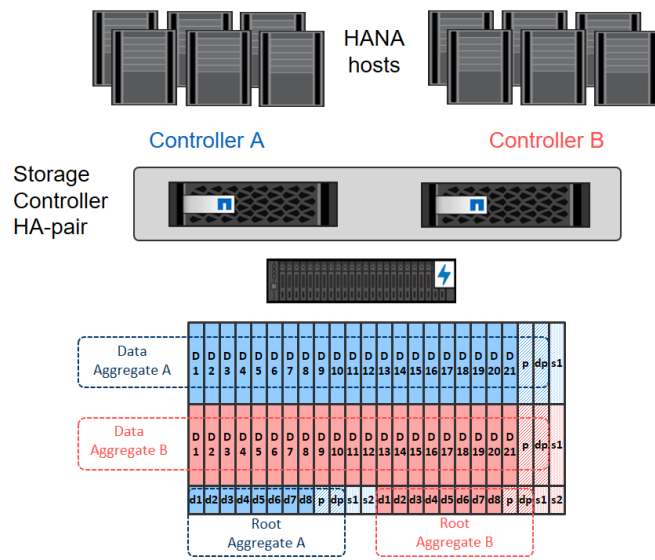 HANA
hosts
Controller A
Controller B
Storage
Controller
HA-pair
Data
Aggregate A
D D D D D D D D D D D D D D D D D D D D D
1 2 3 4 5 6 7 8 9 10 11 12 13 14 15 16 17 18 19 20 21 p dp s1
Data
Aggregate B
D D D D D D D D D D D D D D D D D D D D D
1 2 3 4 5 6 7 8 9 10 11 12 13 14 15 16 17 18 19 20 21 p dp s1
d1 d2 d3 d4 d5 d6 d7 d8 p dp s1 s2 d1 d2 d3 d4 d5 d6 d7 d8 p dp s1 s2
Root
Aggregate A
Root
Aggregate B